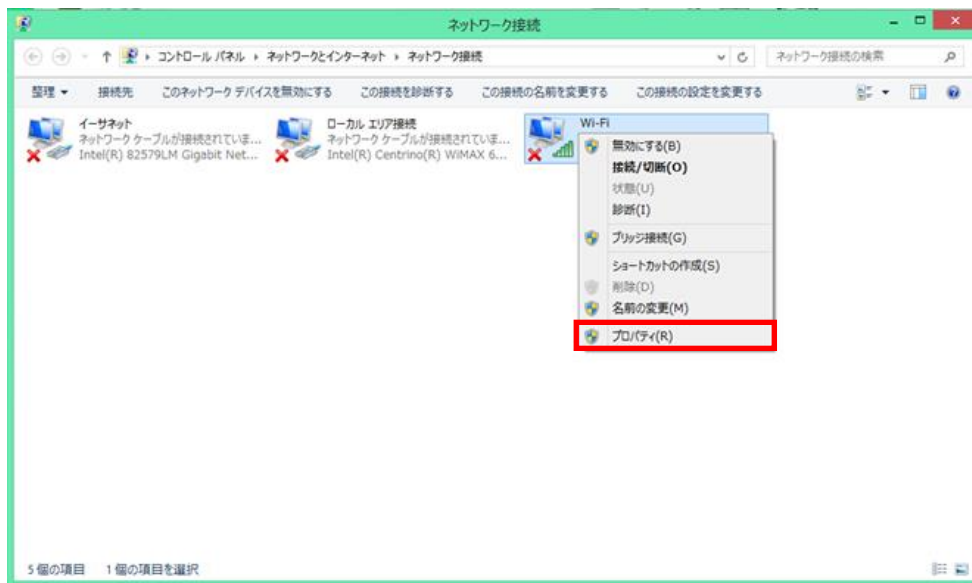 ネットワーク接続
コントロール パネル ▸ ネットワークとインターネット ▸ ネットワーク接続
ネットワーク接続の検索
整理 ▼ 接続先 このネットワーク デバイスを無効にする この接続を診断する この接続の名前を変更する この接続の設定を変更する
イーサネット
ネットワーク ケーブルが接続されていま...
Intel(R) 82579LM Gigabit Net...
ローカル エリア接続
ネットワーク ケーブルが接続されていま...
Intel(R) Centrino(R) WiMAX 6...
Wi-Fi
無効にする(B)
接続/切断(O)
状態(U)
診断(I)
ブリッジ接続(G)
ショートカットの作成(S)
削除(D)
名前の変更(M)
プロパティ(R)
5 個の項目 1 個の項目を選択